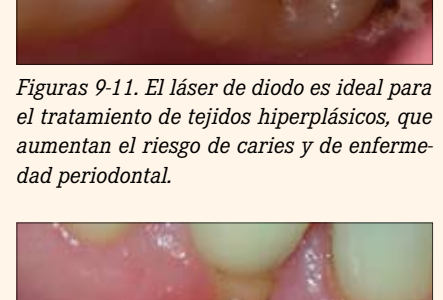 Figuras 9-11. El láser de diodo es ideal para
el tratamiento de tejidos hiperplásicos, que
aumentan el riesgo de caries y de enferme-
dad periodontal.